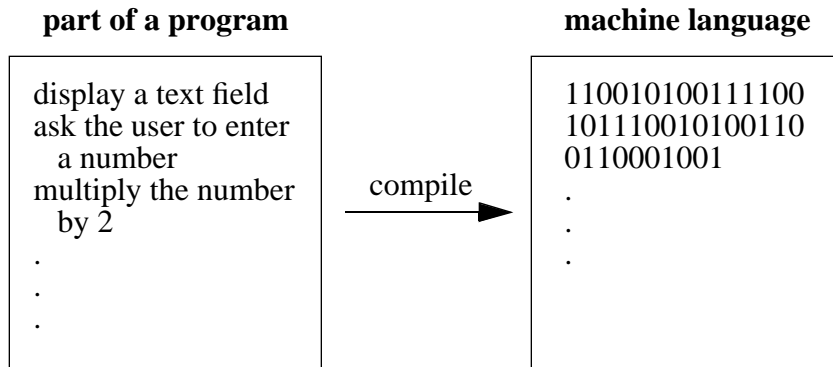 part of a program
display a text field
ask the user to enter
a number
multiply the number
by 2
.
.
.
compile
machine language
110010100111100
101110010100110
0110001001
.
.
.